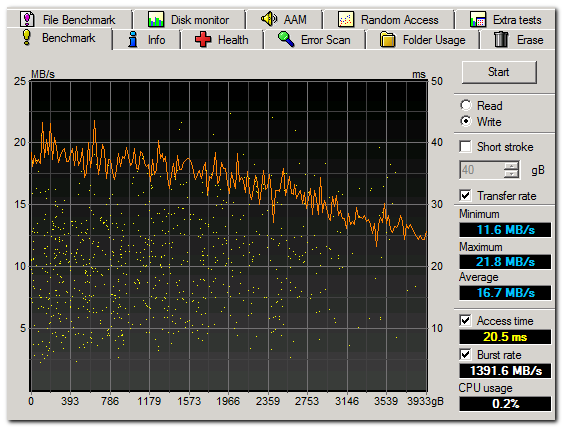 File Benchmark Disk monitor AAM Random Access Extra tests
Benchmark Info Health Error Scan Folder Usage Erase
25 MB/s ms 50
20 40
15 30
10 20
5 10
0 393 786 1179 1573 1966 2359 2753 3146 3539 3933gB
Start
Read
Write
Short stroke
40 gB
Transfer rate
Minimum
11.6 MB/s
Maximum
21.8 MB/s
Average
16.7 MB/s
Access time
20.5 ms
Burst rate
1391.6 MB/s
CPU usage
0.2%